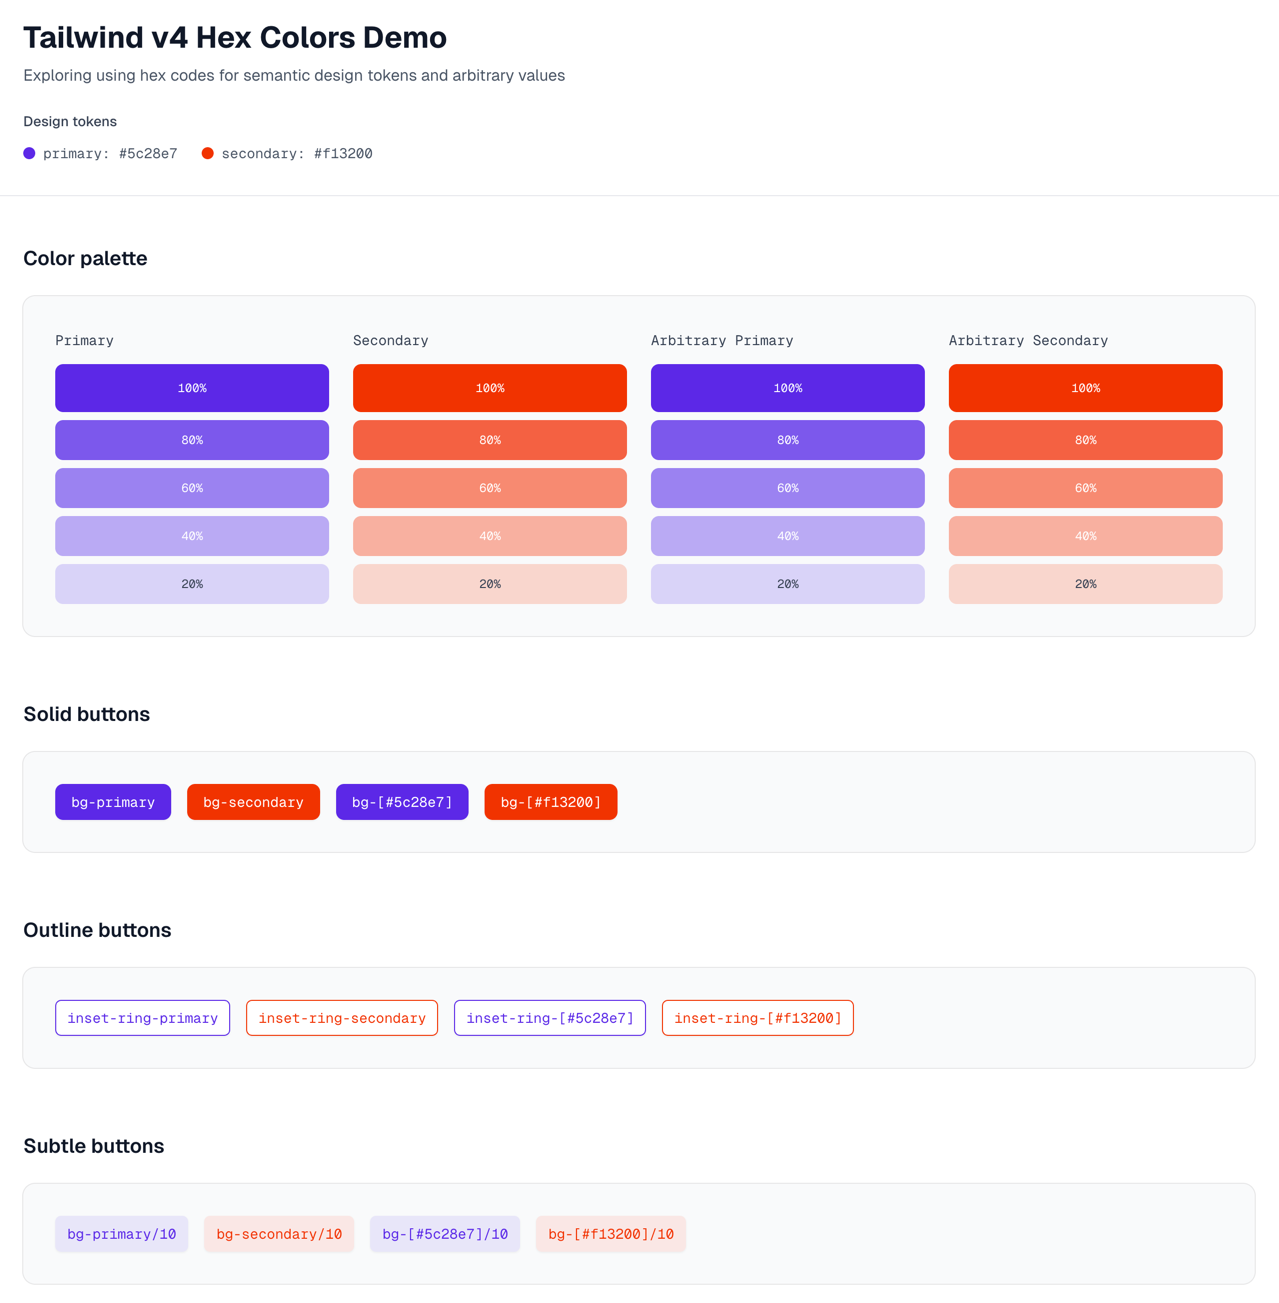 Tailwind v4 Hex Colors Demo
Exploring using hex codes for semantic design tokens and arbitrary values
Design tokens
primary: #5c28e7 secondary: #f13200
Color palette
Primary Secondary Arbitrary Primary Arbitrary Secondary
100% 100% 100% 100%
80% 80% 80% 80%
60% 60% 60% 60%
40% 40% 40% 40%
20% 20% 20% 20%
Solid buttons
bg-primary bg-secondary bg-[#5c28e7] bg-[#f13200]
Outline buttons
inset-ring-primary inset-ring-secondary inset-ring-[#5c28e7] inset-ring-[#f13200]
Subtle buttons
bg-primary/10 bg-secondary/10 bg-[#5c28e7]/10 bg-[#f13200]/10